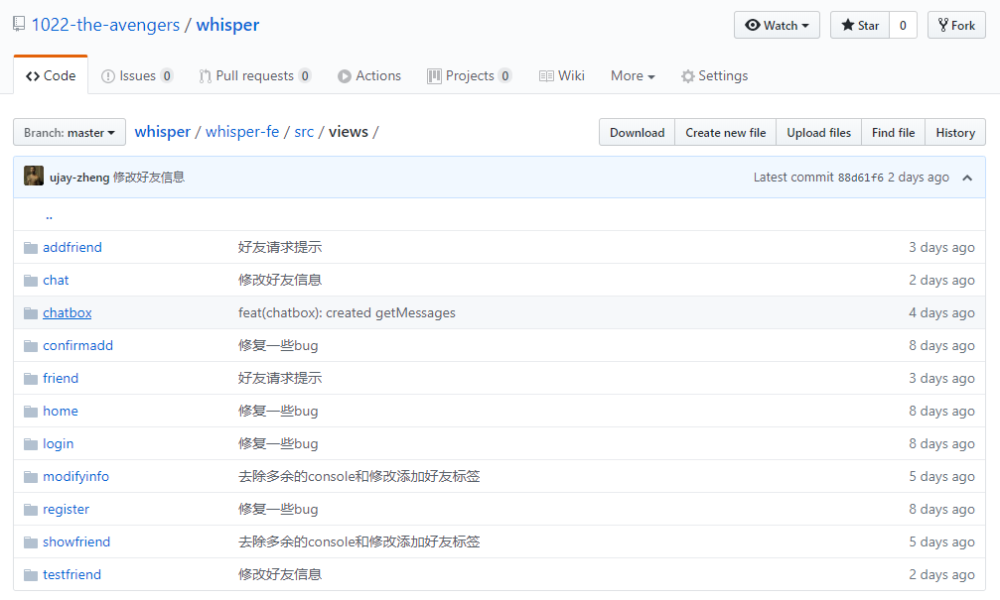 1022-the-avengers / whisper
Watch Star 0 Fork
Code Issues 0 Pull requests 0 Actions Projects 0 Wiki More Settings
Branch: master whisper / whisper-fe / src / views / Download Create new file Upload files Find file History
ujay-zheng 修改好友信息 Latest commit 88d61f6 2 days ago
..
addfriend 好友请求提示 3 days ago
chat 修改好友信息 2 days ago
chatbox feat(chatbox): created getMessages 4 days ago
confirmadd 修复一些bug 8 days ago
friend 好友请求提示 3 days ago
home 修复一些bug 8 days ago
login 修复一些bug 8 days ago
modifyinfo 去除多余的console和修改添加好友标签 5 days ago
register 修复一些bug 8 days ago
showfriend 去除多余的console和修改添加好友标签 5 days ago
testfriend 修改好友信息 2 days ago